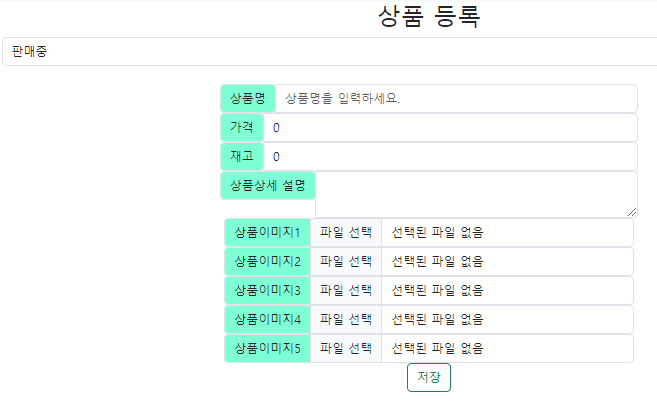 상품 등록
판매중
상품명 상품명을 입력하세요.
가격 0
재고 0
상품상세 설명
상품이미지1 파일 선택 선택된 파일 없음
상품이미지2 파일 선택 선택된 파일 없음
상품이미지3 파일 선택 선택된 파일 없음
상품이미지4 파일 선택 선택된 파일 없음
상품이미지5 파일 선택 선택된 파일 없음
저장